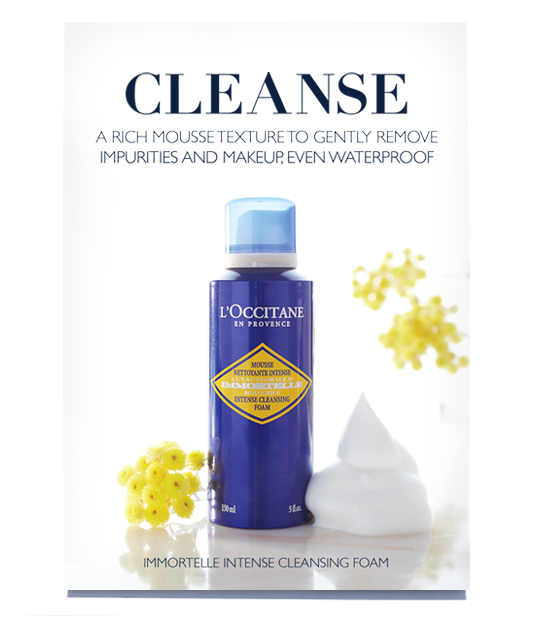 CLEANSE
A RICH MOUSSE TEXTURE TO GENTLY REMOVE
IMPURITIES AND MAKEUP, EVEN WATERPROOF
L'OCCITANE
EN PROVENCE
MOUSSE
NETTOYANTE INTENSE
IMMORTELLE
INTENSE CLEANSING
FOAM
150 ml 5 fl.oz.
IMMORTELLE INTENSE CLEANSING FOAM